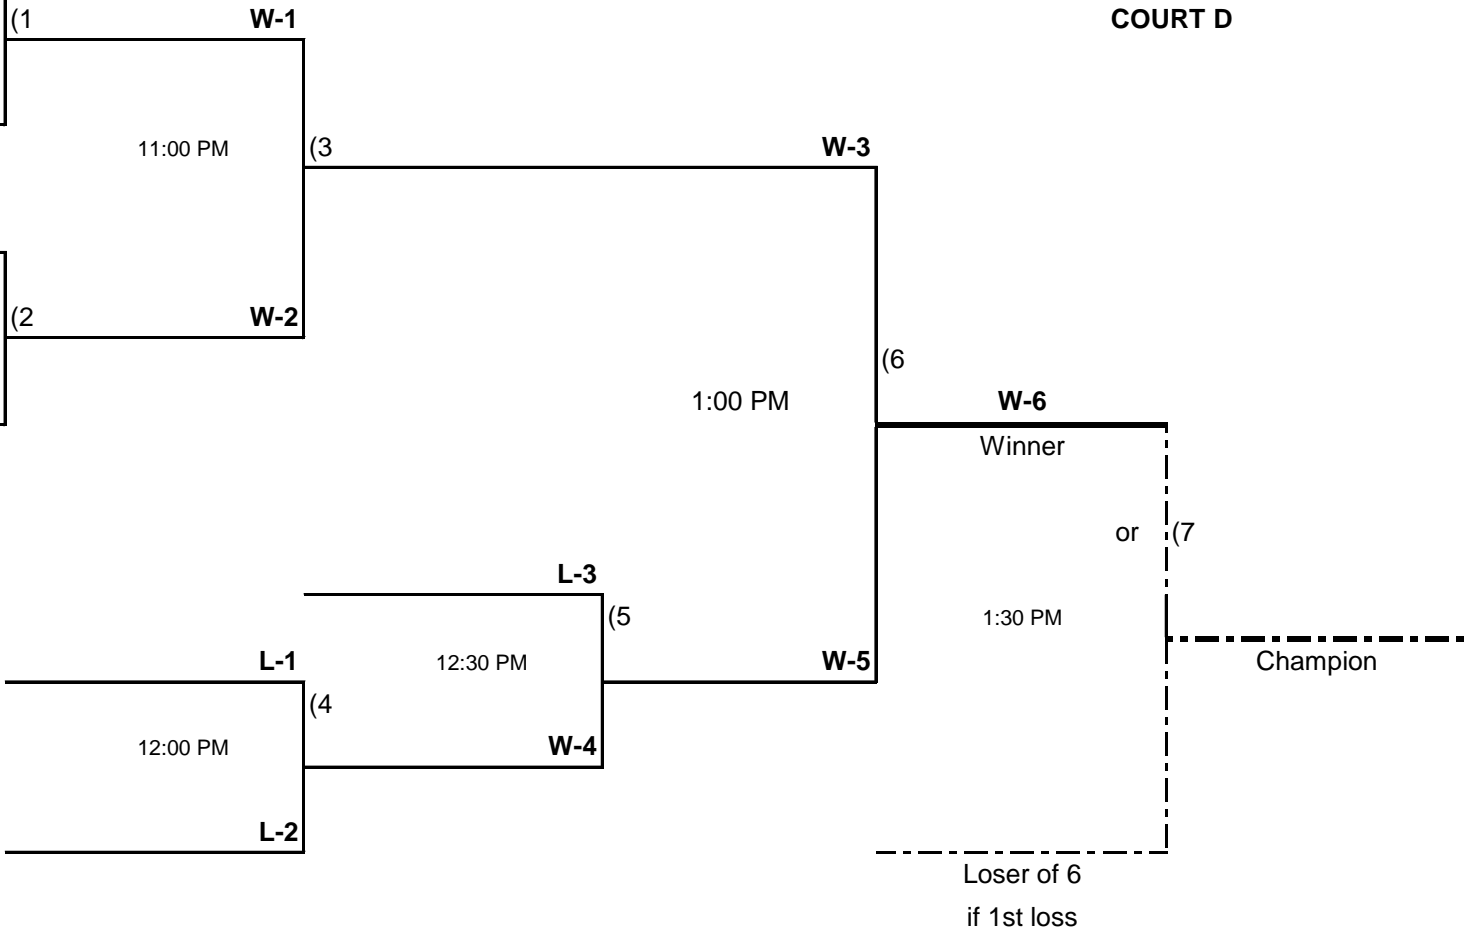 (1 W-1 COURT D
11:00 PM (3 W-3
(2 W-2
(6
1:00 PM W-6
Winner
or (7
L-3
(5
1:30 PM
L-1 12:30 PM W-5 Champion
(4
12:00 PM W-4
L-2
Loser of 6
if 1st loss